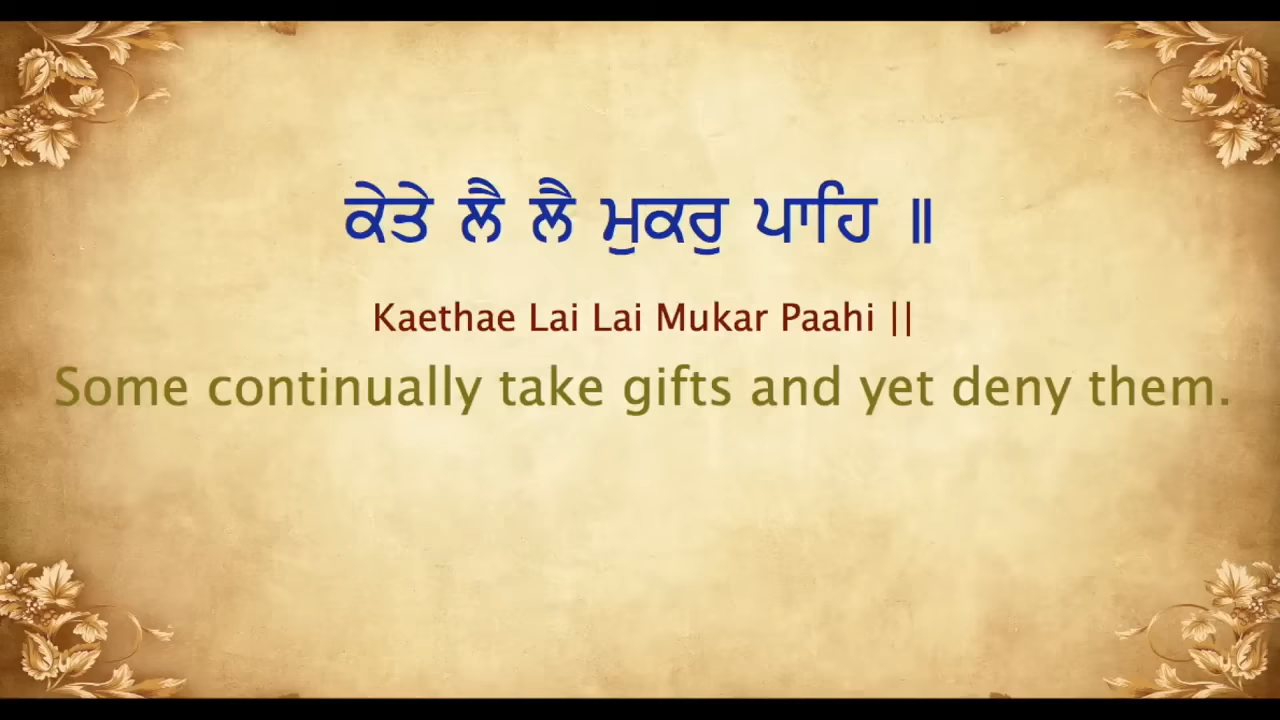 ਕੇਤੇ ਲੈ ਲੈ ਮੁਕਰੁ ਪਾਹਿ ॥
Kaethae Lai Lai Mukar Paahi ||
Some continually take gifts and yet deny them.